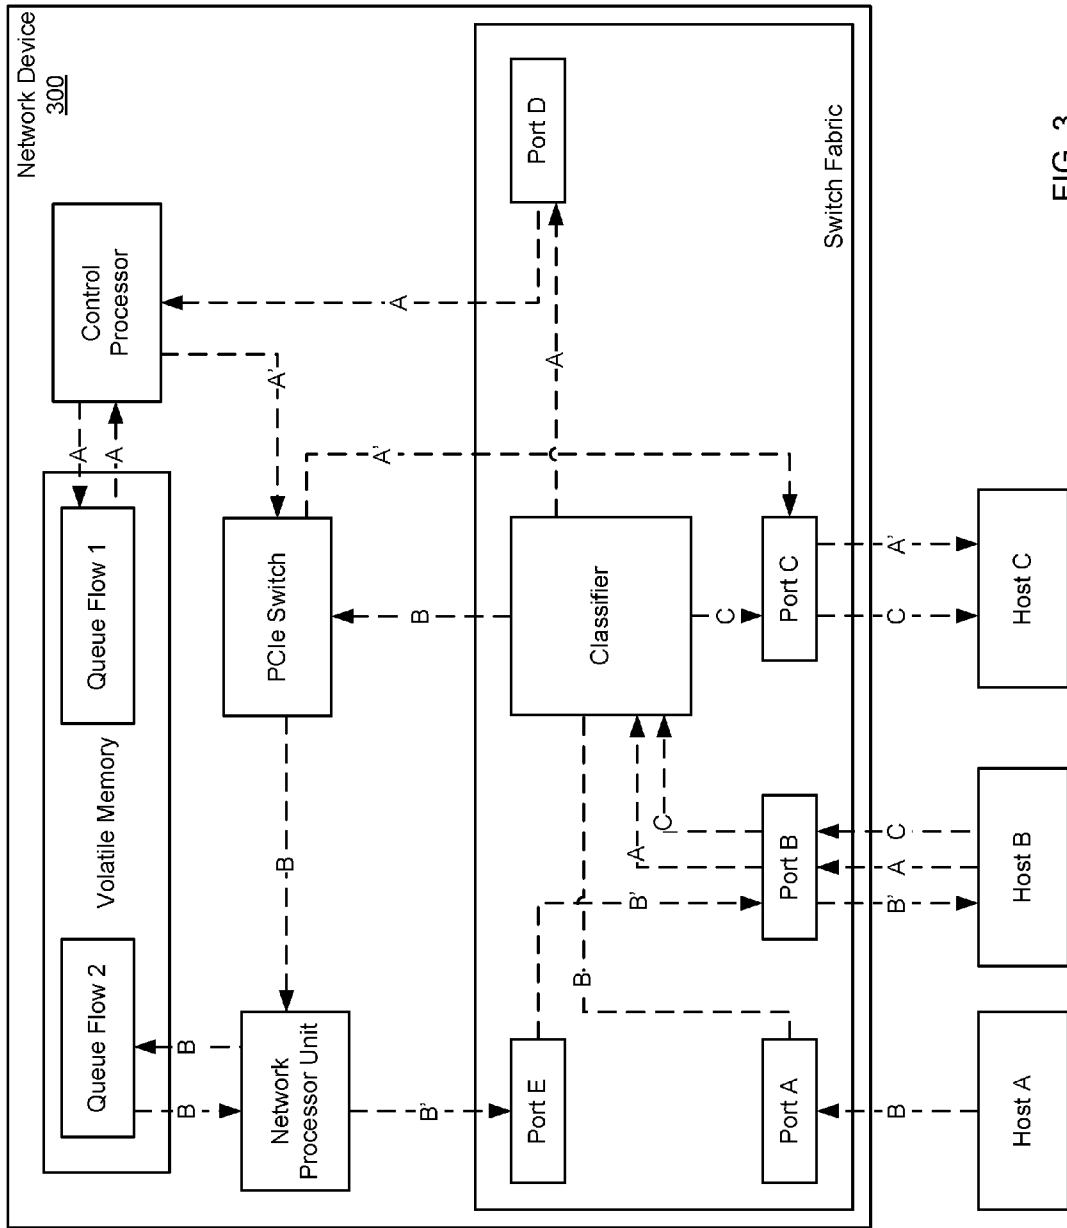 Network Device
300
Volatile Memory
Queue Flow 2
Queue Flow 1
B
B
A
A
Network
Processor Unit
PCIe Switch
Control
Processor
B
B'
B
A'
A'
A
Switch Fabric
Port E
Classifier
Port D
B'
B
A
C
C
A
Port A
Port B
Port C
B
B'
A
C
C
A'
Host A
Host B
Host C
FIG. 3